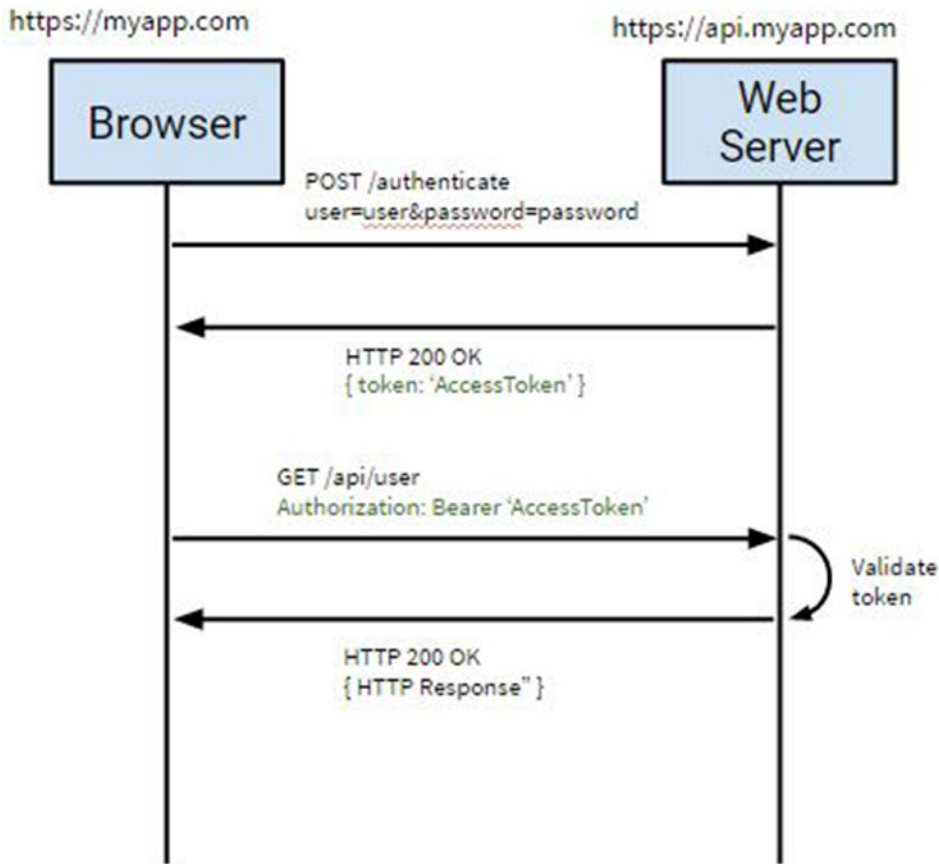 https://myapp.com
https://api.myapp.com
Browser
Web
Server
POST /authenticate
user=user&password=password
HTTP 200 OK
{ token: ‘AccessToken’ }
GET /api/user
Authorization: Bearer ‘AccessToken’
Validate
token
HTTP 200 OK
{ HTTP Response” }